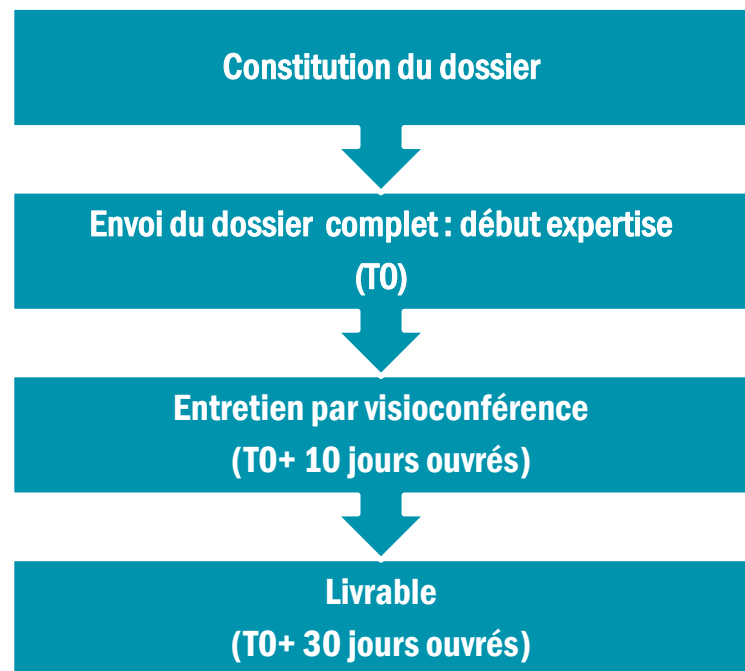 Constitution du dossier
Envoi du dossier complet : début expertise
(T0)
Entretien par visioconférence
(T0+ 10 jours ouvrés)
Livrable
(T0+ 30 jours ouvrés)